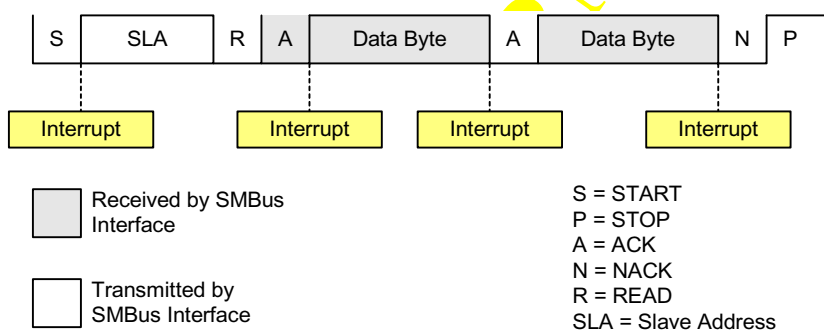 S SLA R A Data Byte A Data Byte N P
Interrupt Interrupt Interrupt Interrupt
Received by SMBus
Interface
Transmitted by
SMBus Interface
S = START
P = STOP
A = ACK
N = NACK
R = READ
SLA = Slave Address